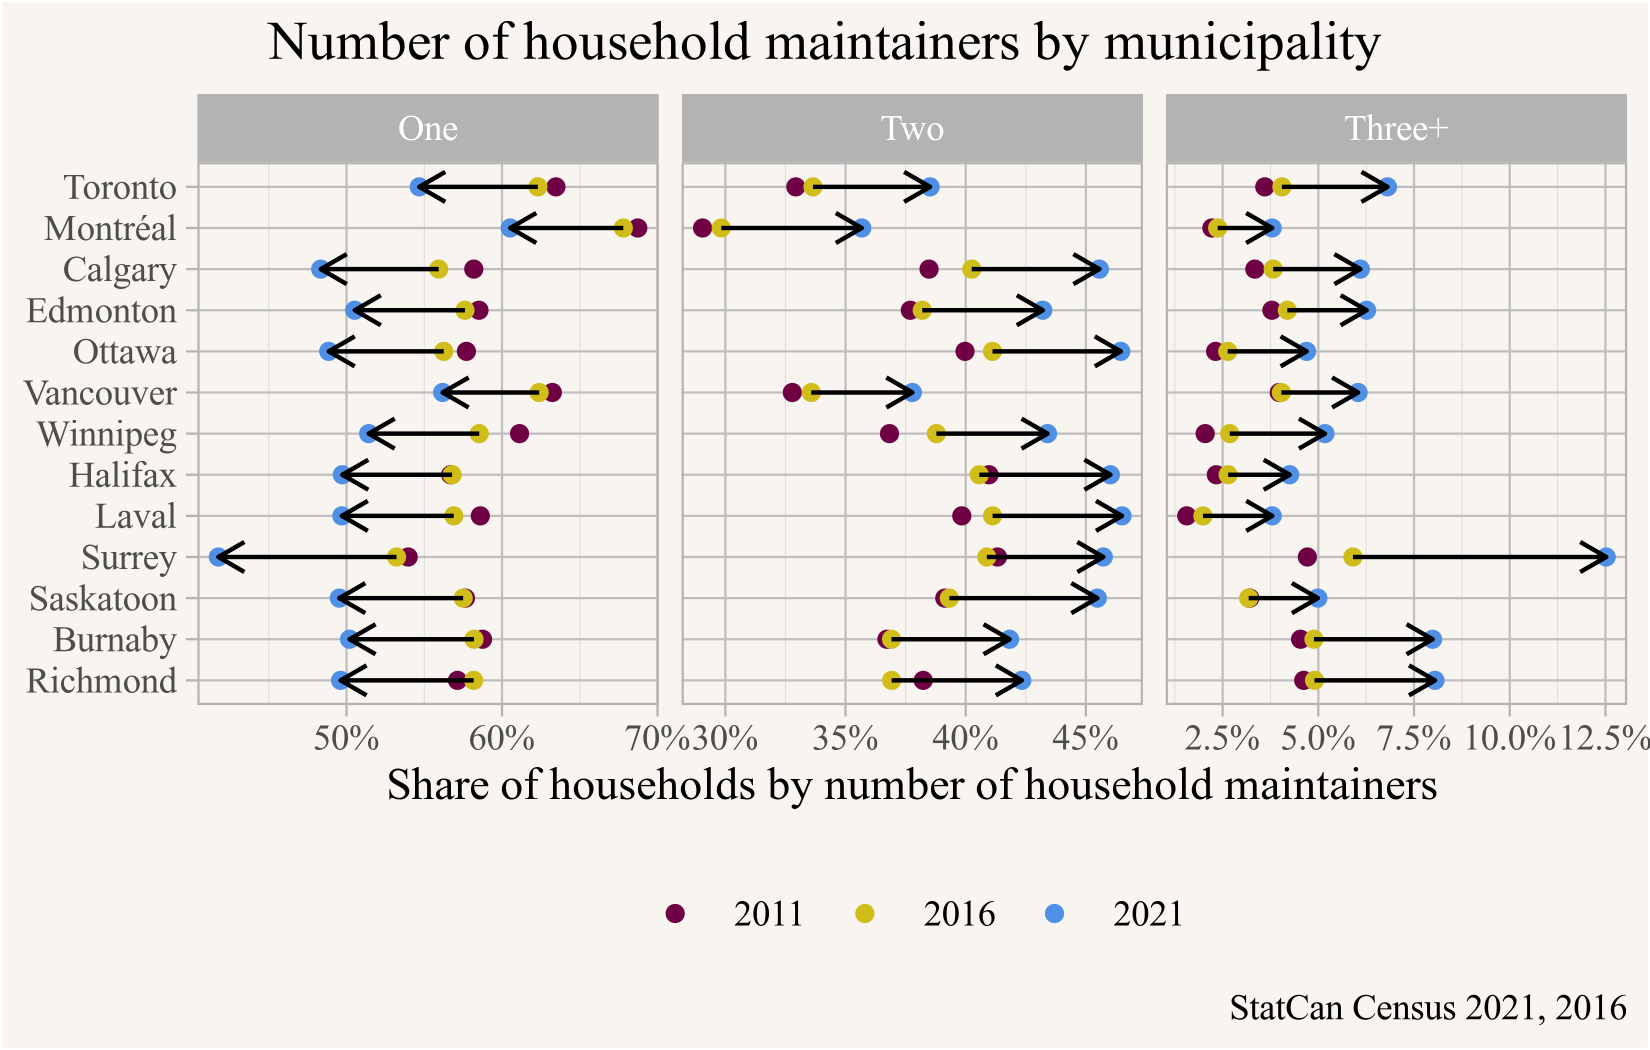 Number of household maintainers by municipality
One Two Three+
Toronto
Montréal
Calgary
Edmonton
Ottawa
Vancouver
Winnipeg
Halifax
Laval
Surrey
Saskatoon
Burnaby
Richmond
50% 60% 70% 30% 35% 40% 45% 2.5% 5.0% 7.5% 10.0% 12.5%
Share of households by number of household maintainers
2011 2016 2021
StatCan Census 2021, 2016